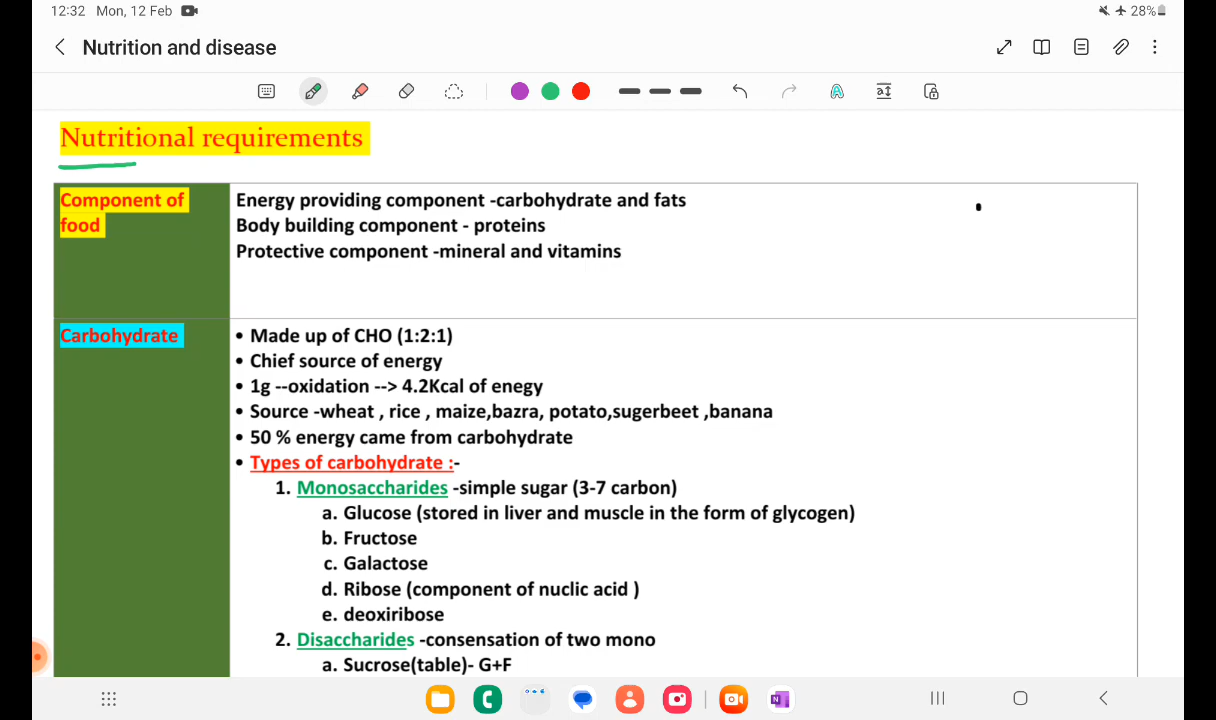 12:32 Mon, 12 Feb
28%
Nutrition and disease
Nutritional requirements
Component of food
Energy providing component -carbohydrate and fats
Body building component - proteins
Protective component -mineral and vitamins
Carbohydrate
• Made up of CHO (1:2:1)
• Chief source of energy
• 1g --oxidation --> 4.2Kcal of enegy
• Source -wheat , rice , maize,bazra, potato,sugerbeet ,banana
• 50 % energy came from carbohydrate
• Types of carbohydrate :-
1. Monosaccharides -simple sugar (3-7 carbon)
a. Glucose (stored in liver and muscle in the form of glycogen)
b. Fructose
c. Galactose
d. Ribose (component of nuclic acid )
e. deoxiribose
2. Disaccharides -consensation of two mono
a. Sucrose(table)- G+F